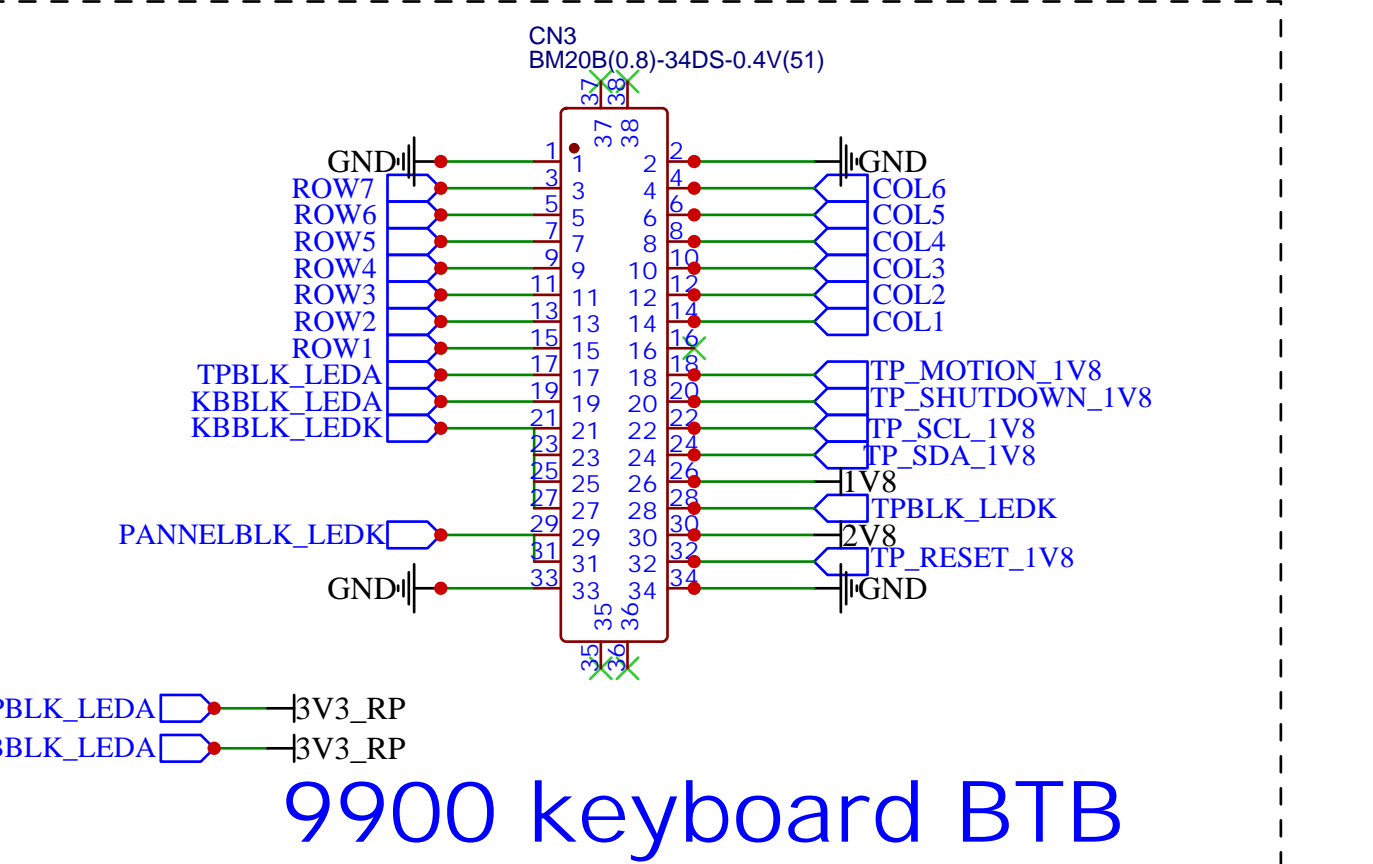 CN3
BM20B(0.8)-34DS-0.4V(51)
37 38
37 38
GND 1 1 2 2 GND
ROW7 3 3 4 4 COL6
ROW6 5 5 6 6 COL5
ROW5 7 7 8 8 COL4
ROW4 9 9 10 10 COL3
ROW3 11 11 12 12 COL2
ROW2 13 13 14 14 COL1
ROW1 15 15 16 16
TPBLK_LEDA 17 17 18 18 TP_MOTION_1V8
KBBLK_LEDA 19 19 20 20 TP_SHUTDOWN_1V8
KBBLK_LEDK 21 21 22 22 TP_SCL_1V8
23 23 24 24 TP_SDA_1V8
25 25 26 26 1V8
27 27 28 28 TPBLK_LEDK
PANNELBLK_LEDK 29 29 30 30 2V8
31 31 32 32 TP_RESET_1V8
GND 33 33 34 34 GND
35 36
35 36
PBLK_LEDA 3V3_RP
BBLK_LEDA 3V3_RP
9900 keyboard BTB